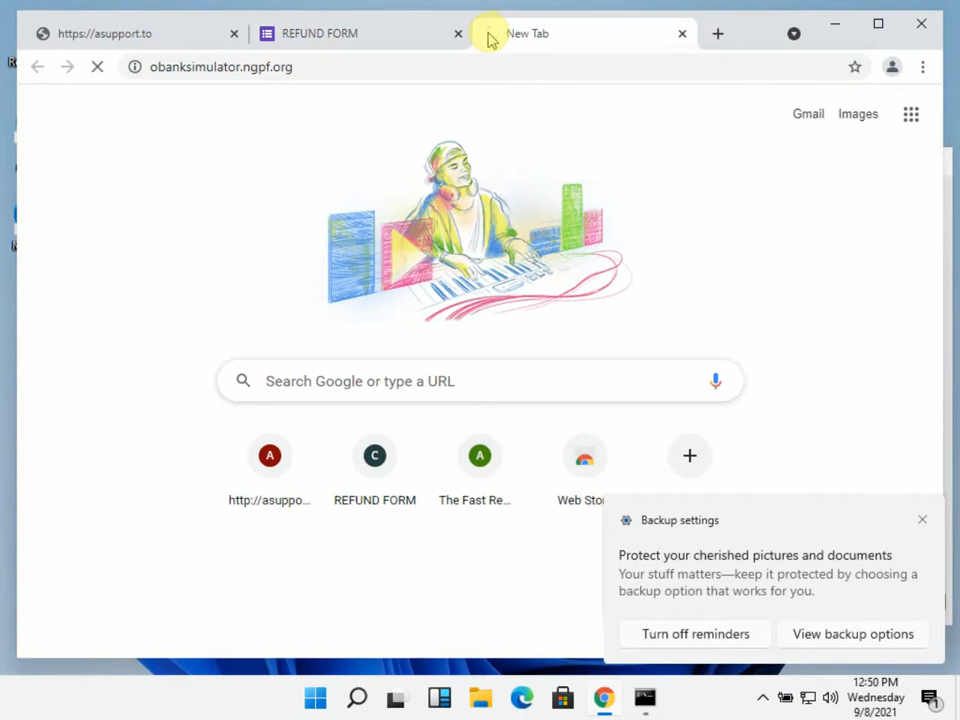 https://asupport.to
REFUND FORM
New Tab
obanksimulator.ngpf.org
Gmail
Images
Search Google or type a URL
A
C
A
http://asuppo...
REFUND FORM
The Fast Re...
Web Sto
Backup settings
Protect your cherished pictures and documents
Your stuff matters—keep it protected by choosing a
backup option that works for you.
Turn off reminders
View backup options
12:50 PM
Wednesday
9/8/2021
1